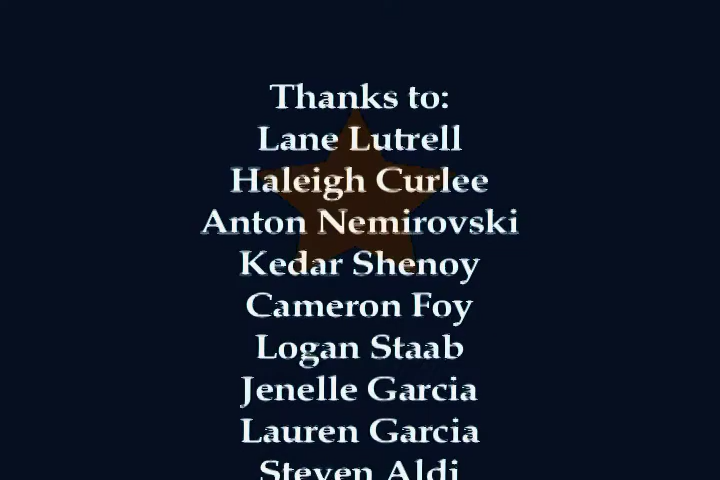 Thanks to:
Lane Lutrell
Haleigh Curlee
Anton Nemirovski
Kedar Shenoy
Cameron Foy
Logan Staab
Jenelle Garcia
Lauren Garcia
Steven Aldi